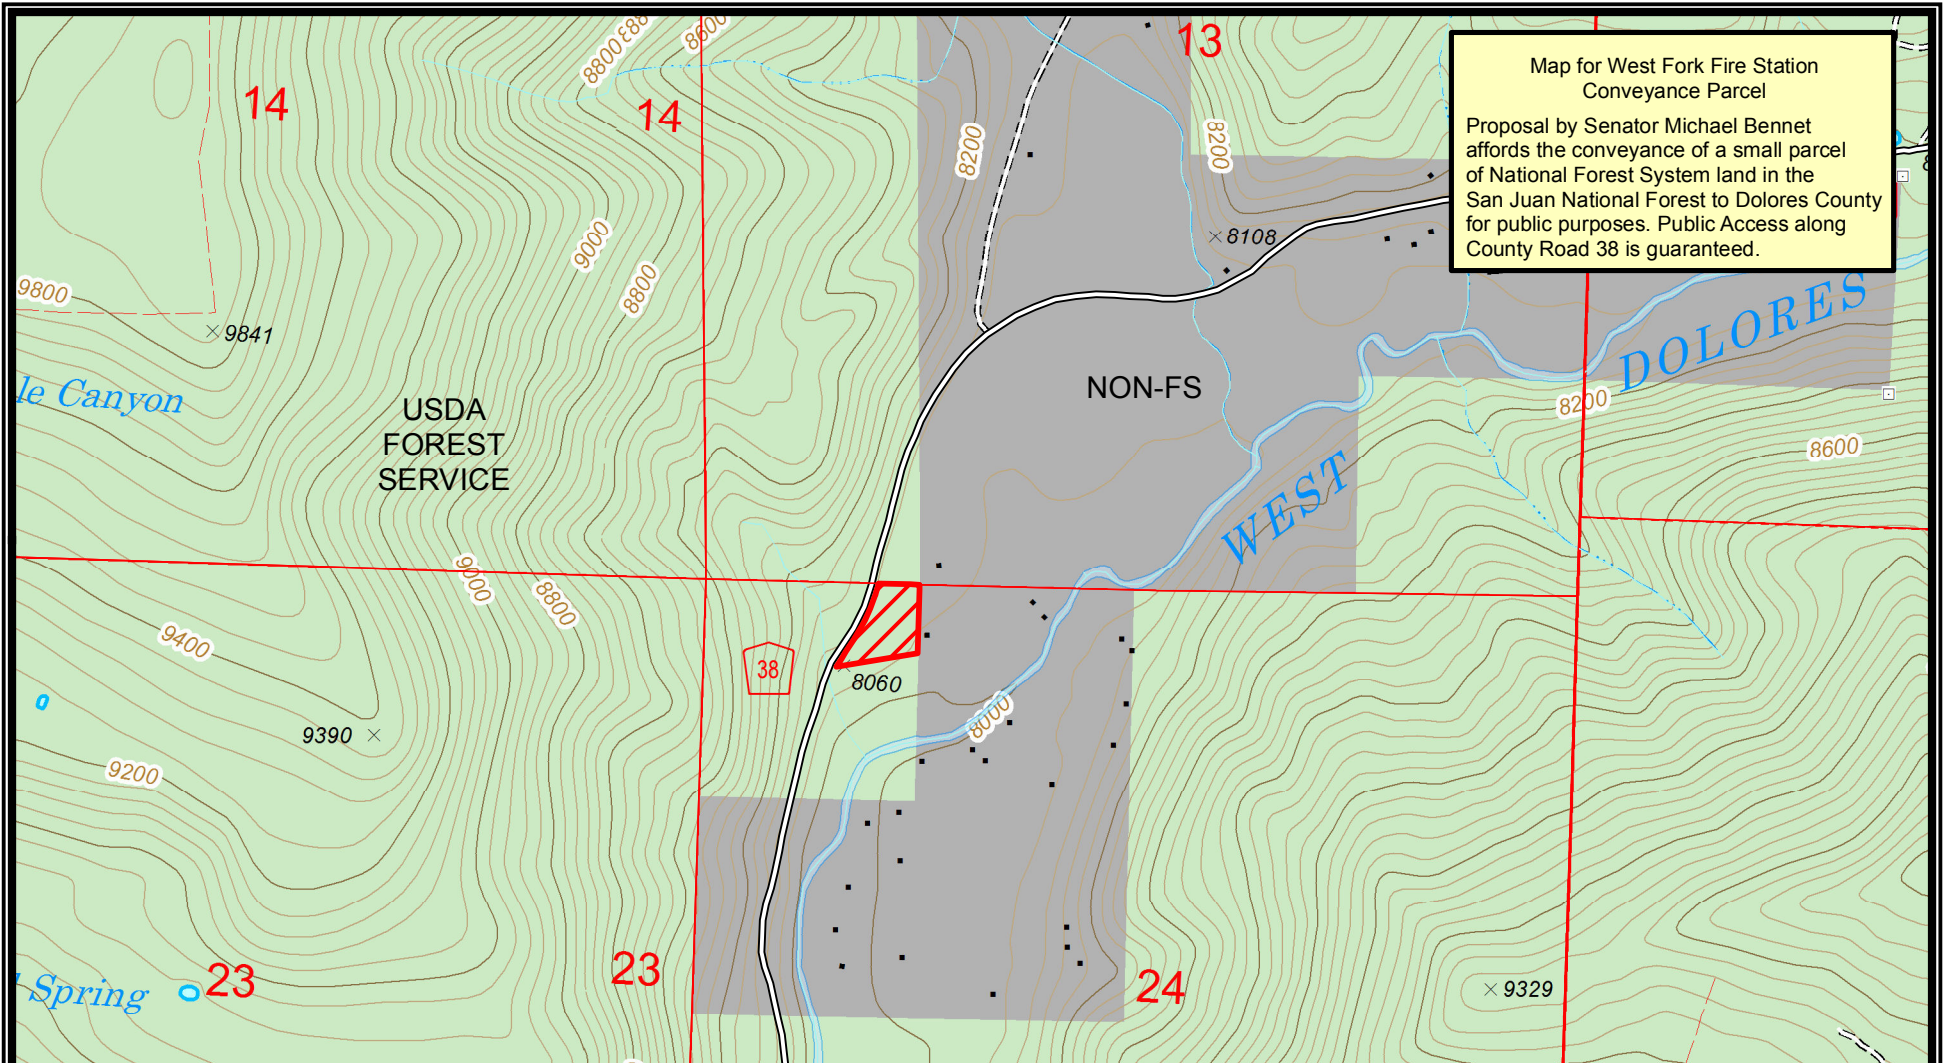 Map for West Fork Fire Station
Conveyance Parcel
Proposal by Senator Michael Bennet
affords the conveyance of a small parcel
of National Forest System land in the
San Juan National Forest to Dolores County
for public purposes. Public Access along
County Road 38 is guaranteed.
13
14
14
8800
8600
8200
8200
9000
8800
8108
9800
9841
le Canyon
USDA
FOREST
SERVICE
NON-FS
WEST
DOLORES
8200
8600
9000
8800
9400
38
8060
8000
9390
9200
Spring
23
23
24
9329